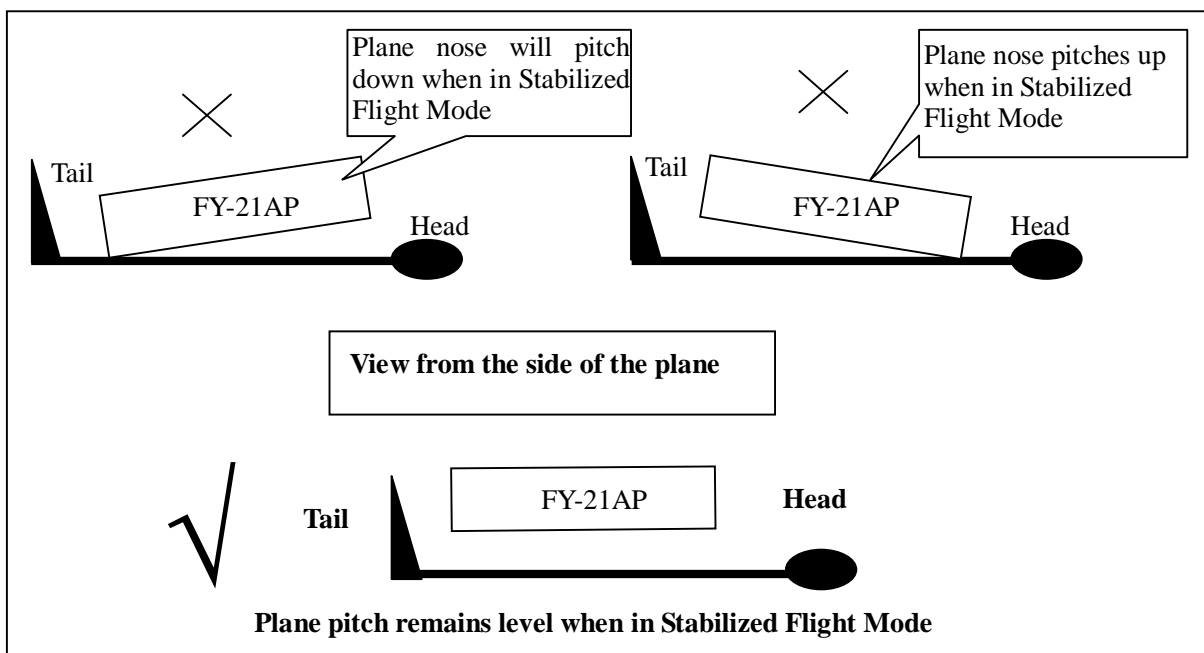 Plane nose will pitch
down when in Stabilized
Flight Mode
Tail
FY-21AP
Head
Plane nose pitches up
when in Stabilized
Flight Mode
Tail
FY-21AP
Head
View from the side of the plane
Tail
FY-21AP
Head
Plane pitch remains level when in Stabilized Flight Mode